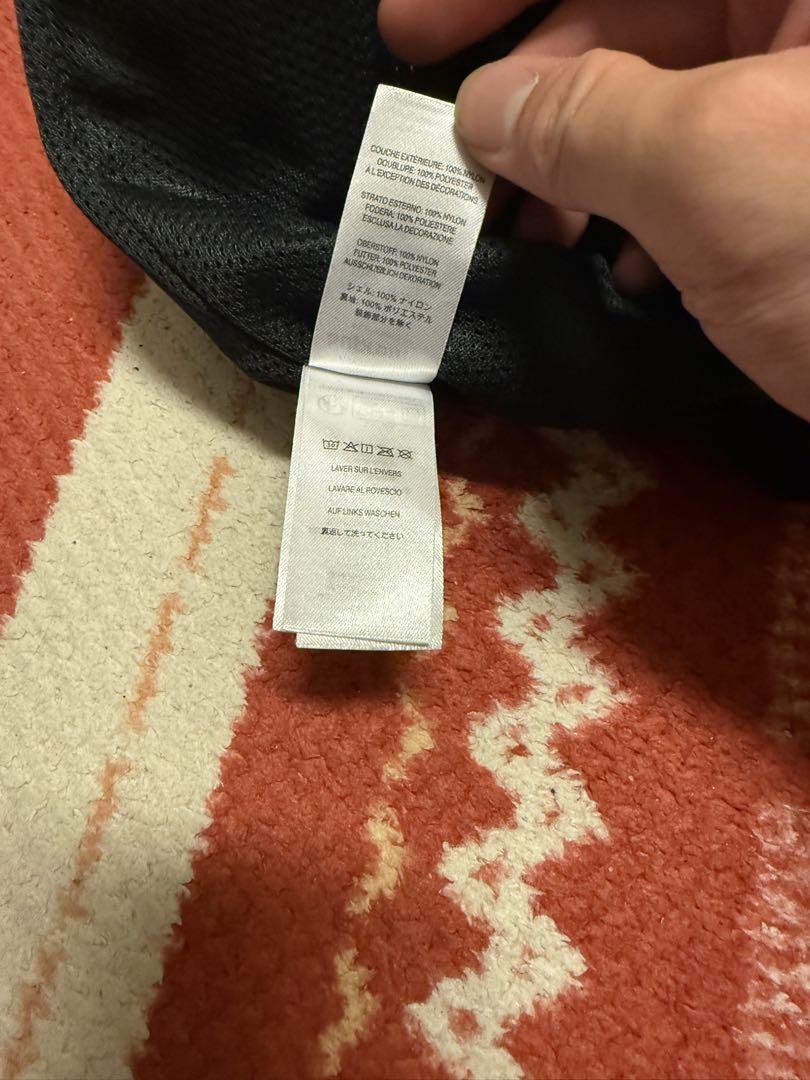 COUCHE EXTÉRIEURE: 100% NYLON
DOUBLURE: 100% POLYESTER
À L'EXCEPTION DES DÉCORATIONS
STRATO ESTERNO: 100% NYLON
FODERA: 100% POLIESTERE
ESCLUSA LA DECORAZIONE
OBERSTOFF: 100% NYLON
FUTTER: 100% POLYESTER
AUSSCHLIEBLICH DEKORATION
シェル: 100% ナイロン
裏地: 100% ポリエステル
装飾部分を除く
LAVER SUR L'ENVERS
LAVARE AL ROVESCIO
AUF LINKS WASCHEN
裏返して洗ってください